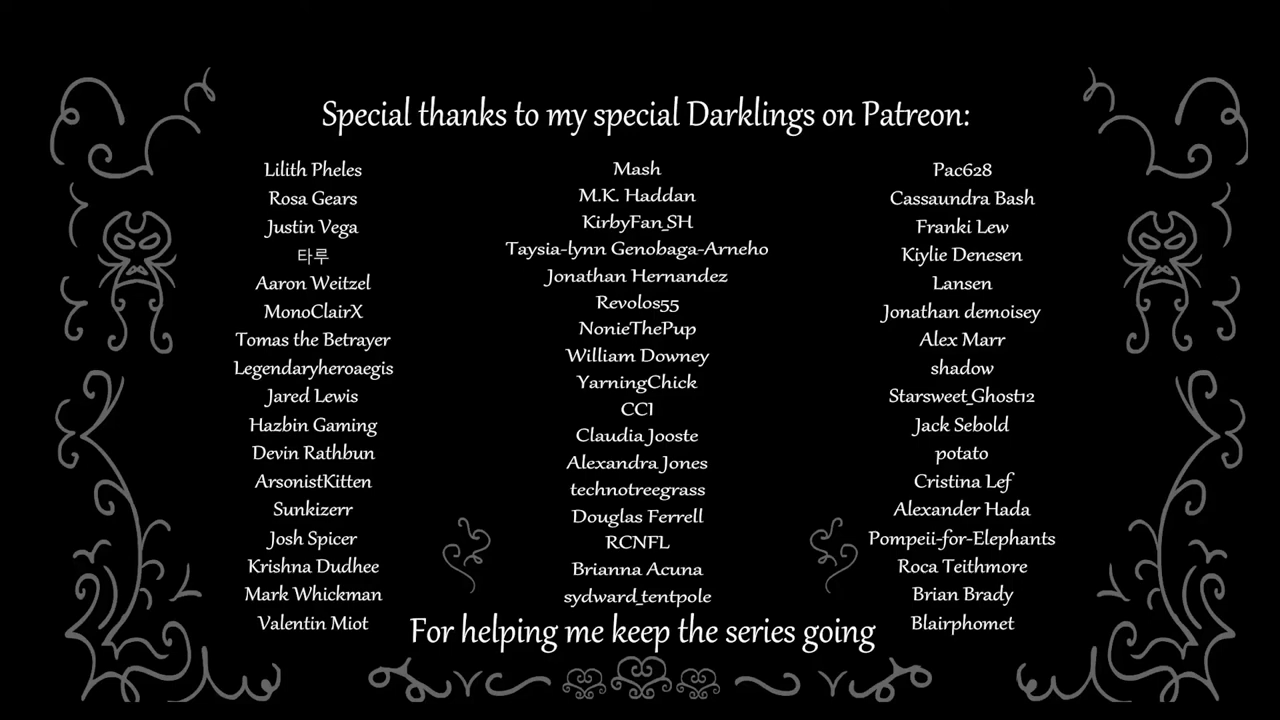 Special thanks to my special Darklings on Patreon:
Lilith Pheles
Rosa Gears
Justin Vega
타루
Aaron Weitzel
MonoClairX
Tomas the Betrayer
Legendaryheroaegis
Jared Lewis
Hazbin Gaming
Devin Rathbun
ArsonistKitten
Sunkizerr
Josh Spicer
Krishna Dudhee
Mark Whickman
Valentin Miot
Mash
M.K. Haddan
KirbyFan_SH
Taysia-lynn Genobaga-Arneho
Jonathan Hernandez
Revolos55
NonieThePup
William Downey
YarningChick
CCI
Claudia Jooste
Alexandra Jones
technotreegrass
Douglas Ferrell
RCNFL
Brianna Acuna
sydward_tentpole
Pac628
Cassaundra Bash
Franki Lew
Kiylie Denesen
Lansen
Jonathan demoisey
Alex Marr
shadow
Starsweet_Ghost12
Jack Sebold
potato
Cristina Lef
Alexander Hada
Pompeii-for-Elephants
Roca Teithmore
Brian Brady
Blairphomet
For helping me keep the series going